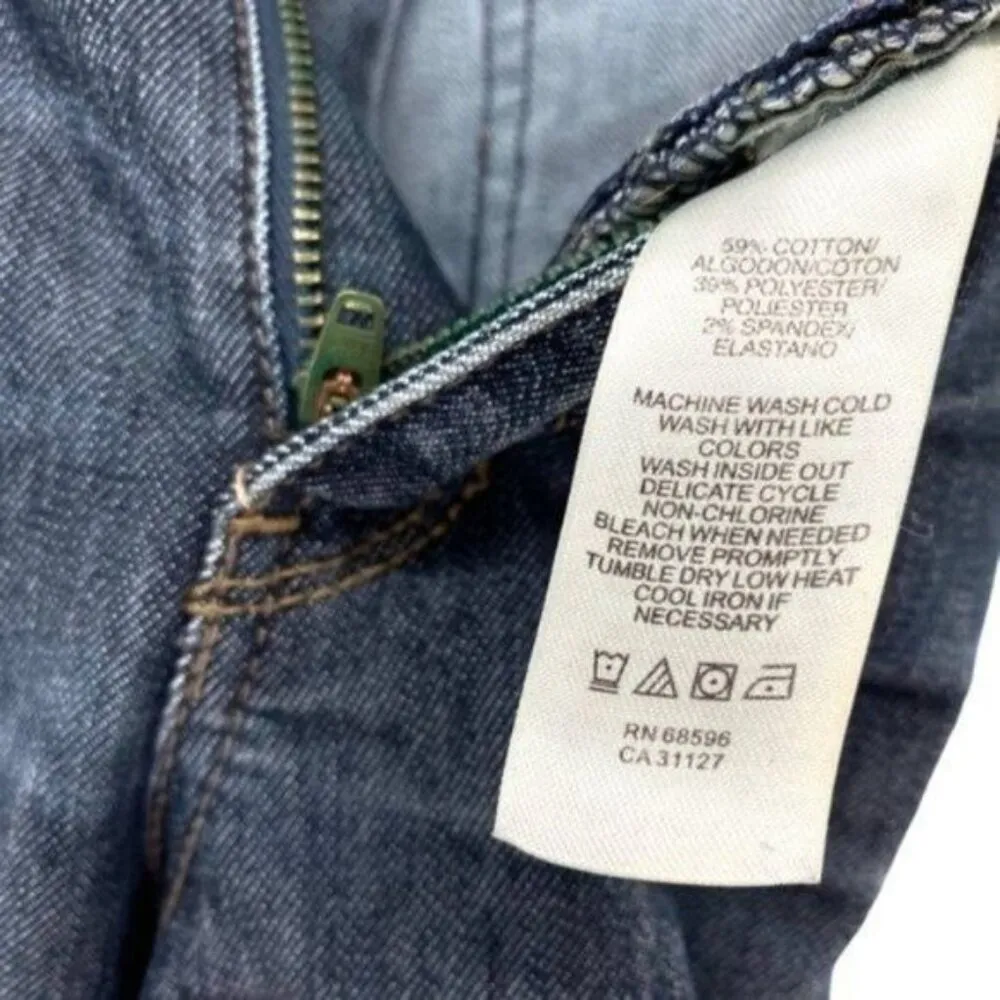 59% COTTON/
ALGODON/COTON
39% POLYESTER/
POLIESTER
2% SPANDEX/
ELASTANO
MACHINE WASH COLD
WASH WITH LIKE
COLORS
WASH INSIDE OUT
DELICATE CYCLE
NON-CHLORINE
BLEACH WHEN NEEDED
REMOVE PROMPTLY
TUMBLE DRY LOW HEAT
COOL IRON IF
NECESSARY
RN 68596
CA 31127